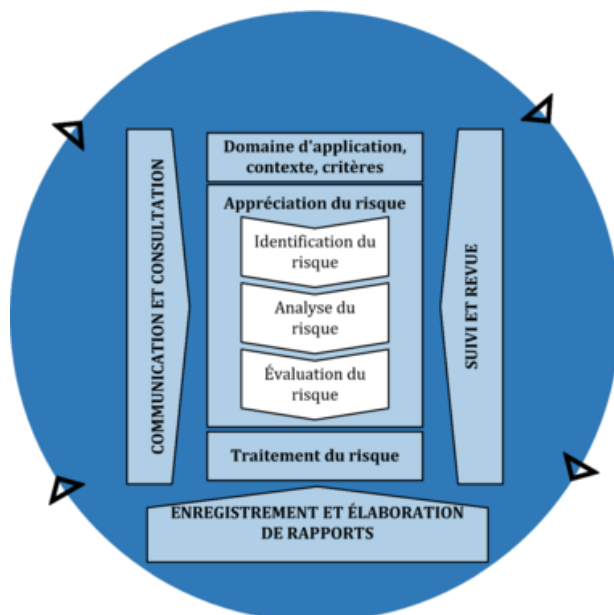 Domaine d'application,
contexte, critères
Appréciation du risque
Identification du
risque
Analyse du
risque
Évaluation du
risque
Traitement du risque
COMMUNICATION ET CONSULTATION
SUIVI ET REVUE
ENREGISTREMENT ET ÉLABORATION
DE RAPPORTS